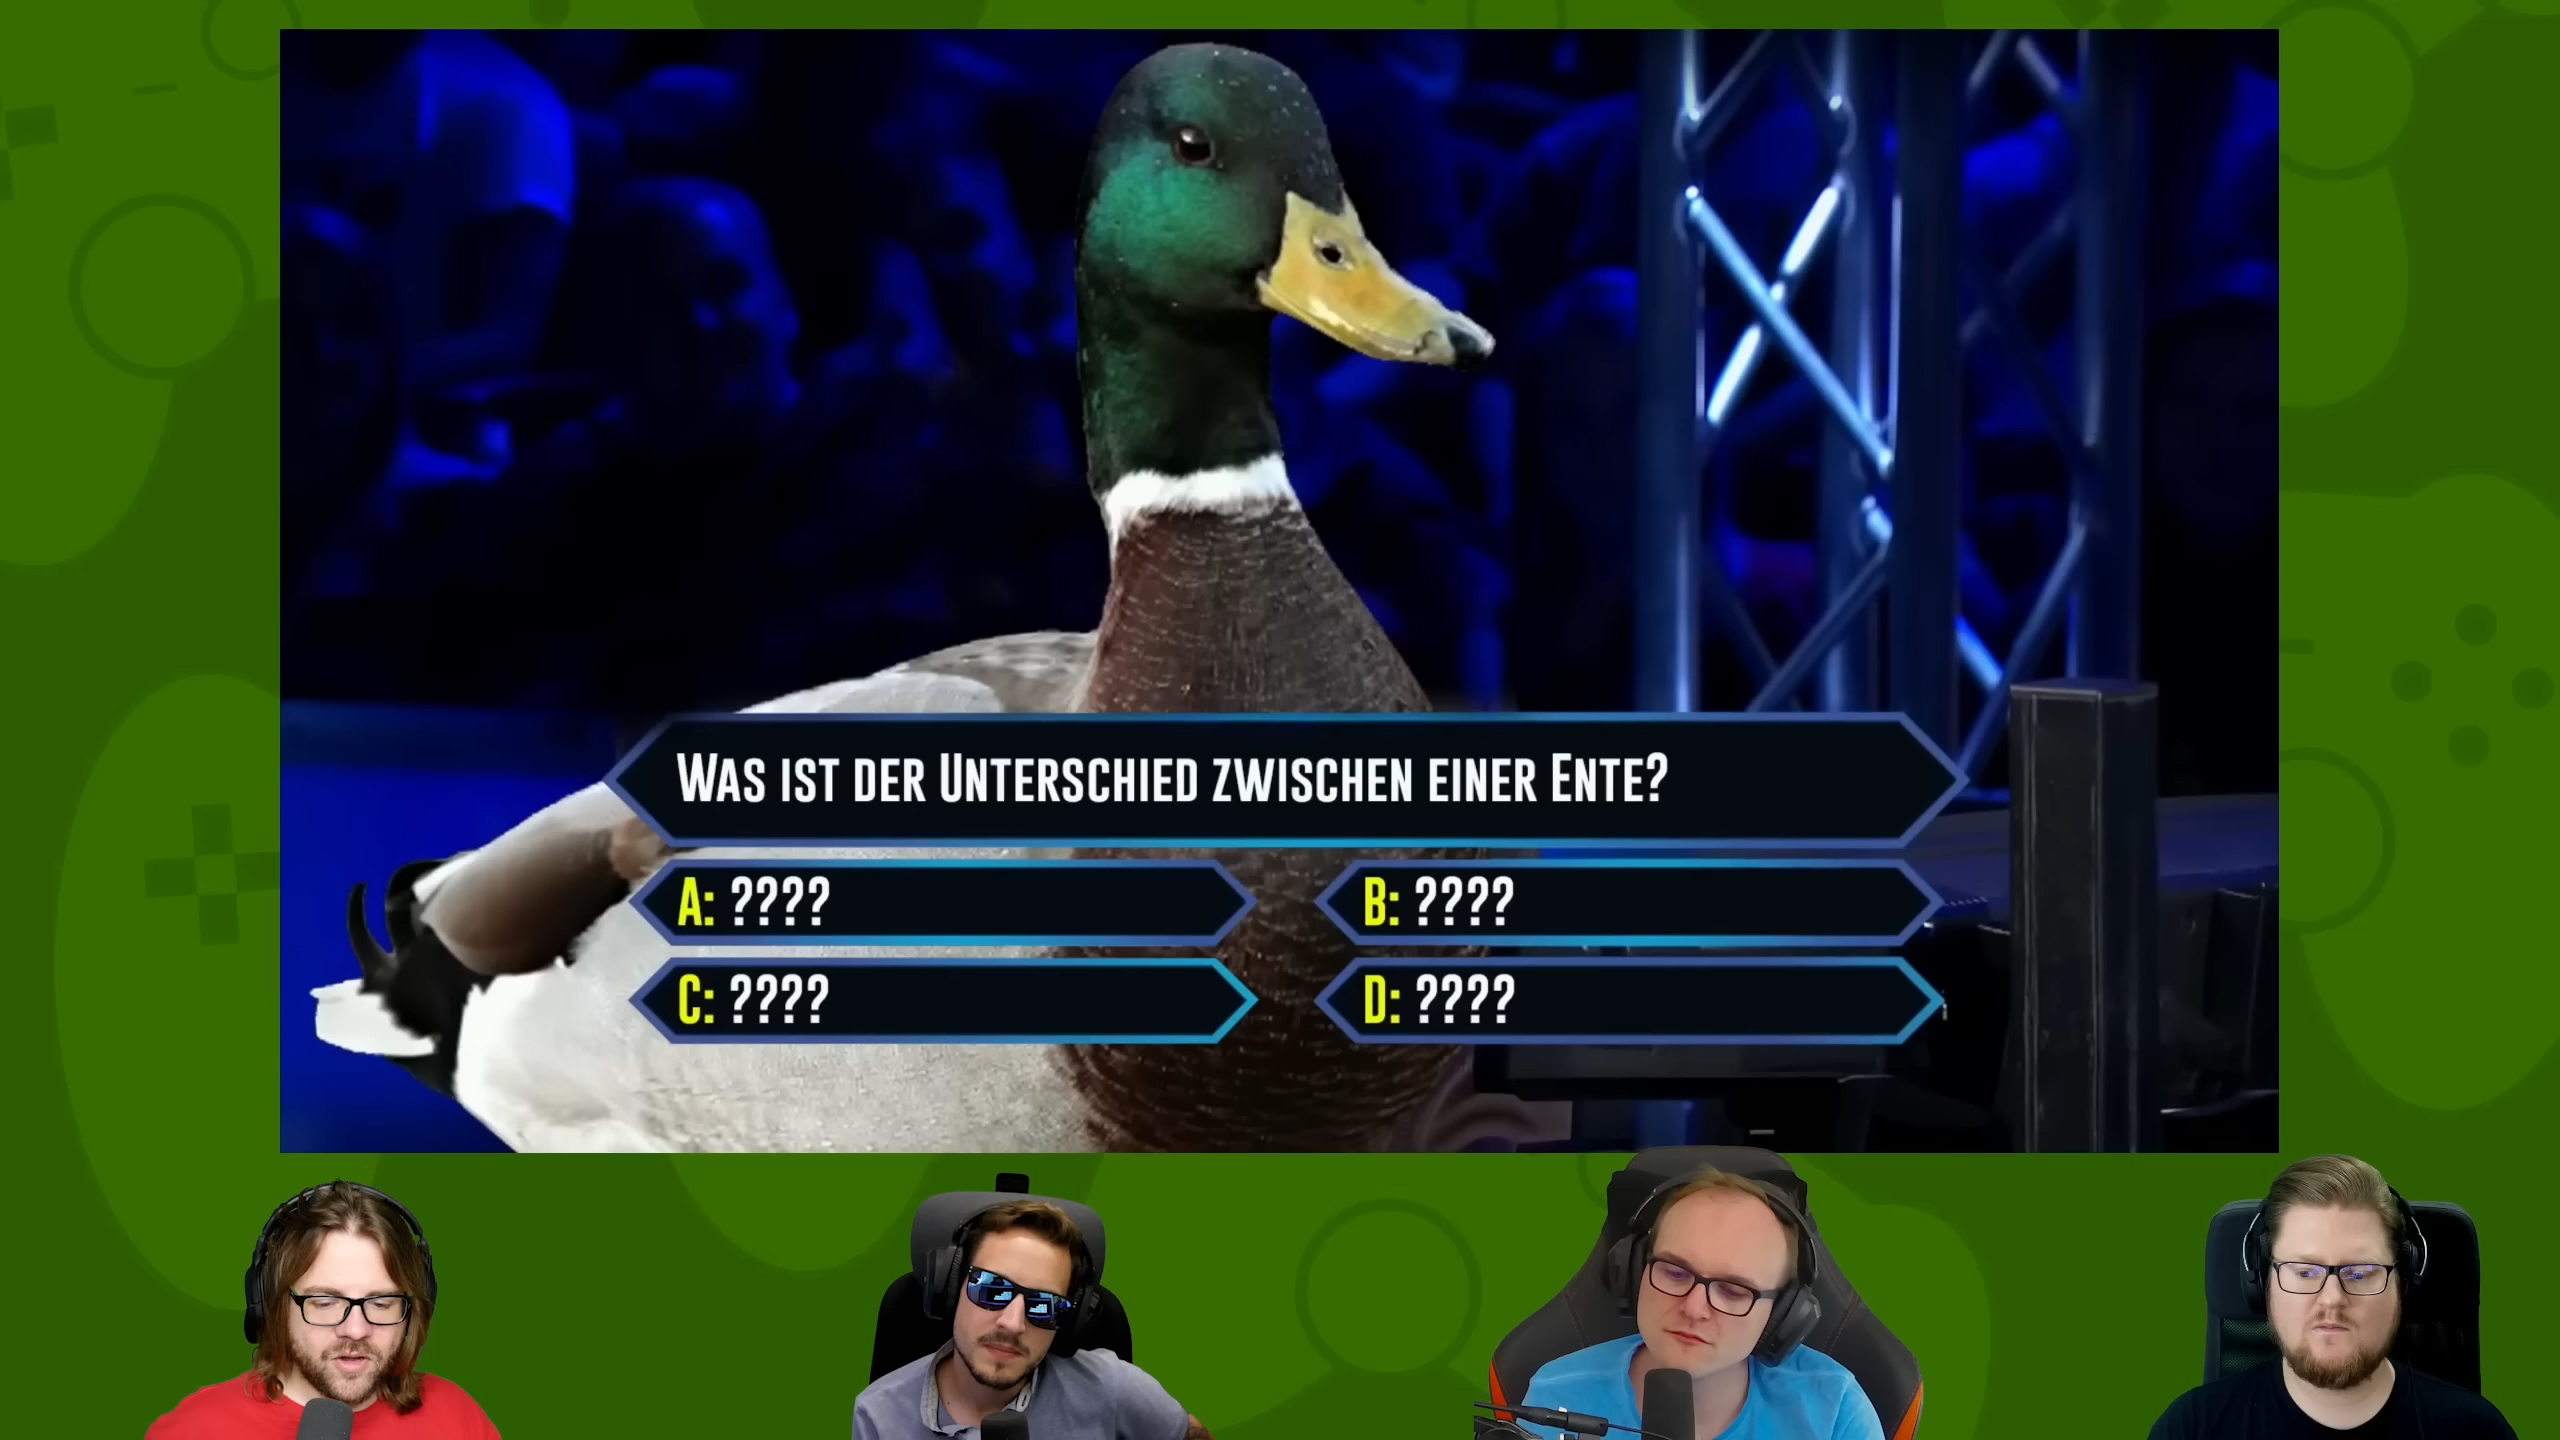 Was ist der Unterschied zwischen einer Ente?
A: ????
B: ????
C: ????
D: ????